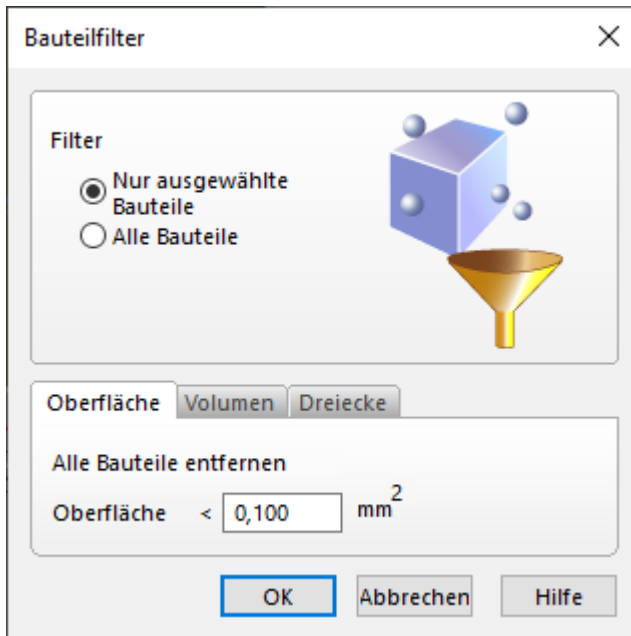 Bauteilfilter
Filter
Nur ausgewählte
Bauteile
Alle Bauteile
Oberfläche Volumen Dreiecke
Alle Bauteile entfernen
Oberfläche < 0,100 mm2
OK Abbrechen Hilfe